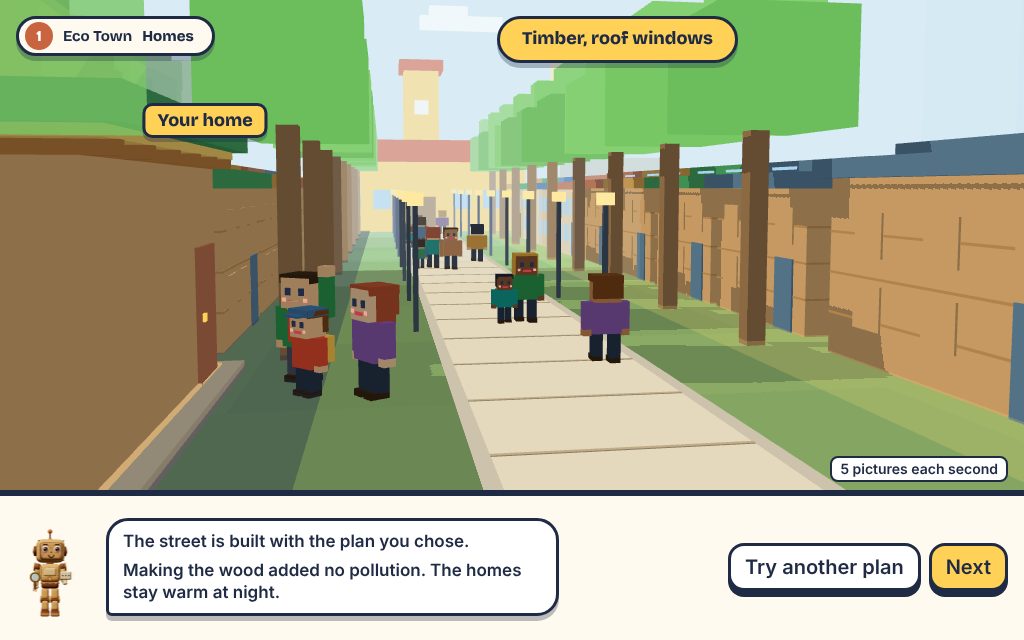 1 Eco Town Homes
Timber, roof windows
Your home
5 pictures each second
The street is built with the plan you chose.
Making the wood added no pollution. The homes
stay warm at night.
Try another plan
Next